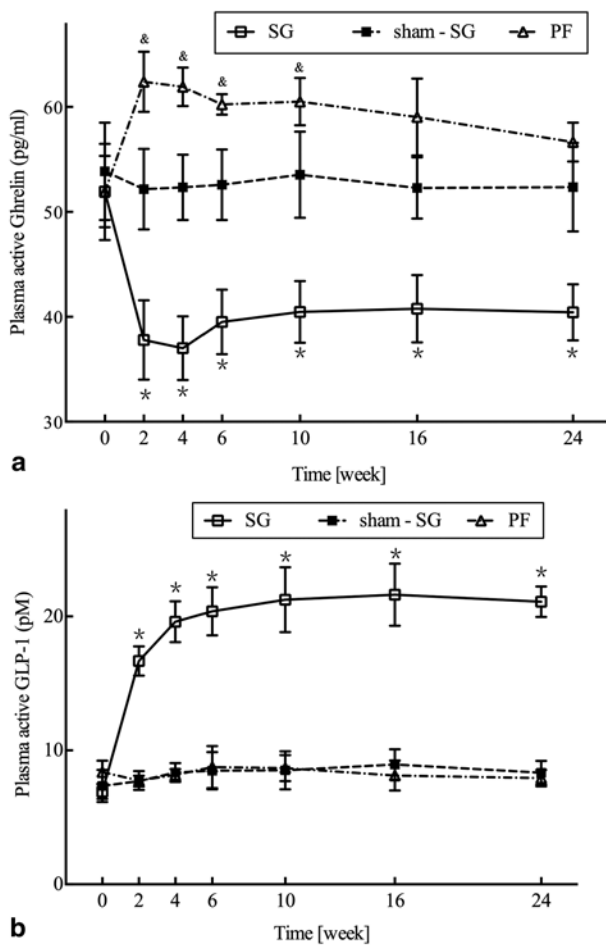 SG sham - SG PF
Plasma active Ghrelin (pg/ml)
60
50
40
30
& & & &
* * * * * *
0 2 4 6 10 16 24
Time [week]
a
SG sham - SG PF
Plasma active GLP-1 (pM)
20
10
0
* * * * * *
0 2 4 6 10 16 24
Time [week]
b